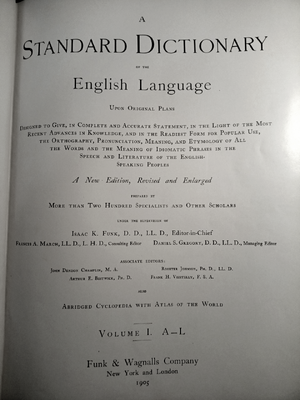 A
STANDARD DICTIONARY
OF THE
English Language
UPON ORIGINAL PLANS
DESIGNED TO GIVE, IN COMPLETE AND ACCURATE STATEMENT, IN THE LIGHT OF THE MOST
RECENT ADVANCES IN KNOWLEDGE, AND IN THE READIEST FORM FOR POPULAR USE,
THE ORTHOGRAPHY, PRONUNCIATION, MEANING, AND ETYMOLOGY OF ALL
THE WORDS AND THE MEANING OF IDIOMATIC PHRASES IN THE
SPEECH AND LITERATURE OF THE ENGLISH-
SPEAKING PEOPLES
A New Edition, Revised and Enlarged
PREPARED BY
MORE THAN TWO HUNDRED SPECIALISTS AND OTHER SCHOLARS
UNDER THE SUPERVISION OF
ISAAC K. FUNK, D. D., LL. D., Editor-in-Chief
FRANCIS A. MARCH, LL. D., L. H. D., Consulting Editor DANIEL S. GREGORY, D. D., LL. D., Managing Editor
ASSOCIATE EDITORS:
JOHN DENISON CHAMPLIN, M. A. ROSSITER JOHNSON, PH. D., LL. D.
ARTHUR E. BOSTWICK, PH. D. FRANK H. VIZETELLY, F. S. A.
ALSO
ABRIDGED CYCLOPEDIA WITH ATLAS OF THE WORLD
VOLUME I. A–L
FUNK & WAGNALLS COMPANY
NEW YORK AND LONDON
1905